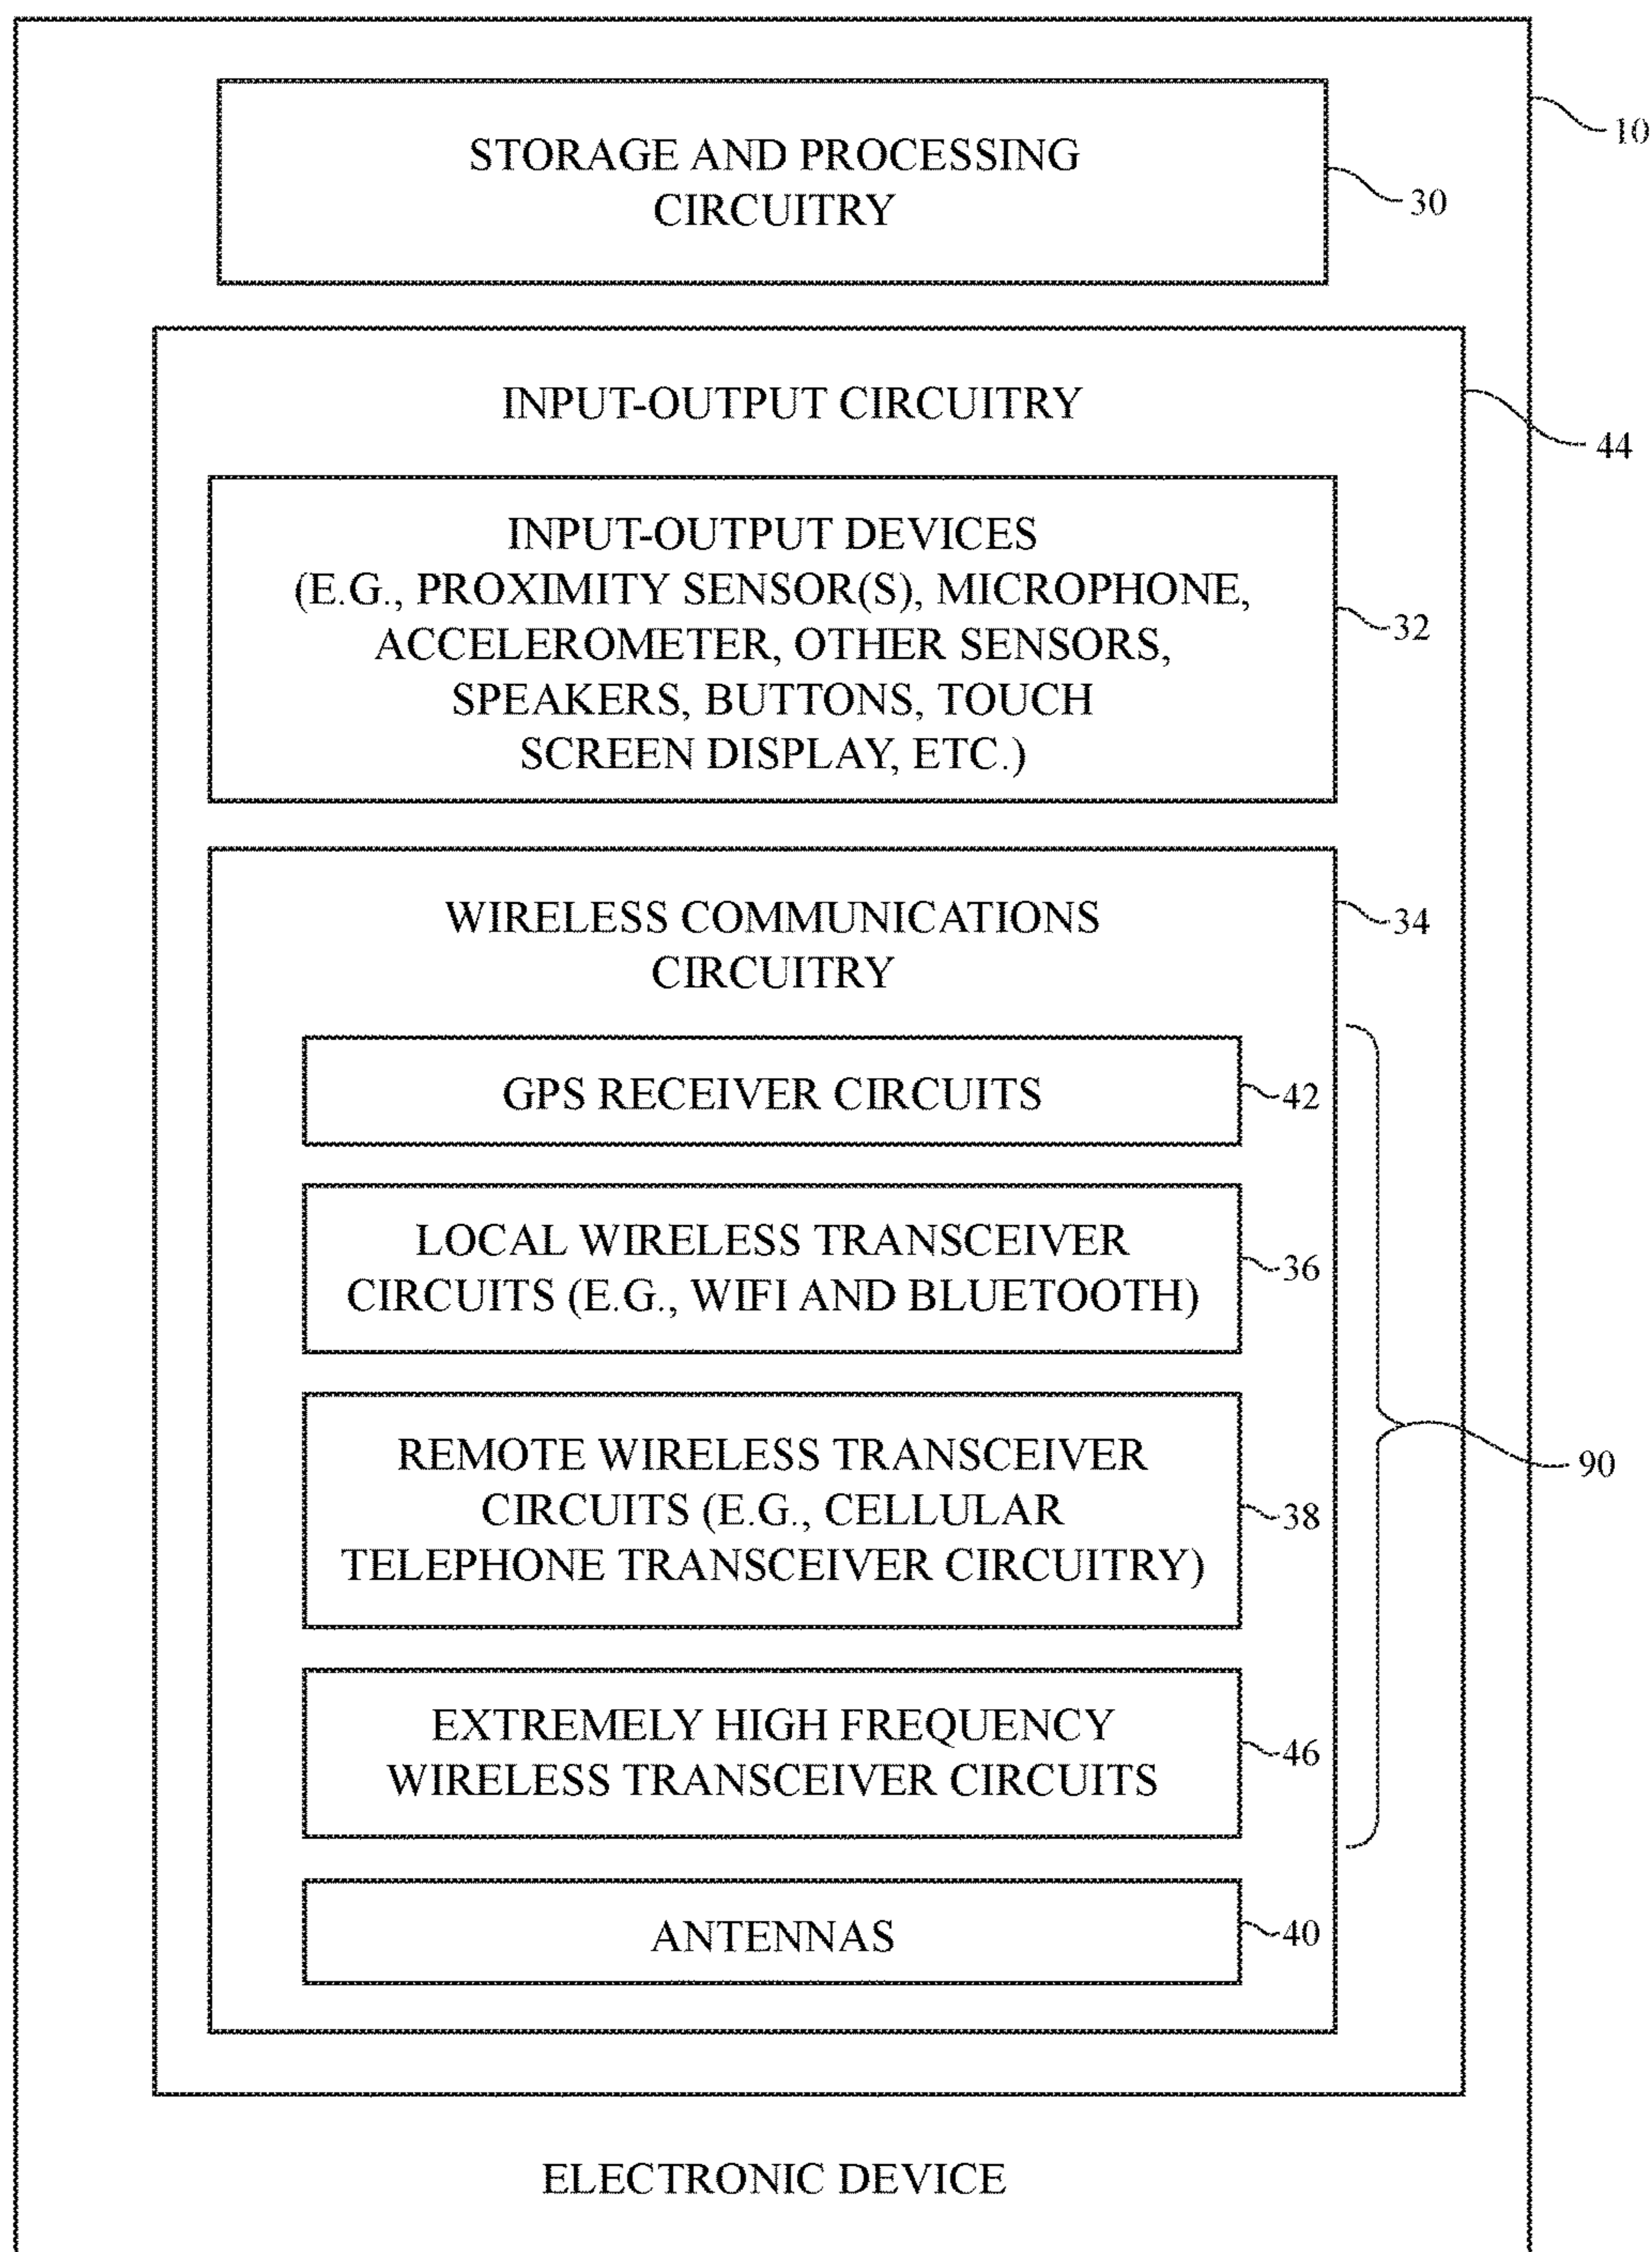 10
STORAGE AND PROCESSING
CIRCUITRY
30
INPUT-OUTPUT CIRCUITRY
44
INPUT-OUTPUT DEVICES
(E.G., PROXIMITY SENSOR(S), MICROPHONE,
ACCELEROMETER, OTHER SENSORS,
SPEAKERS, BUTTONS, TOUCH
SCREEN DISPLAY, ETC.)
32
WIRELESS COMMUNICATIONS
CIRCUITRY
34
GPS RECEIVER CIRCUITS
42
LOCAL WIRELESS TRANSCEIVER
CIRCUITS (E.G., WIFI AND BLUETOOTH)
36
REMOTE WIRELESS TRANSCEIVER
CIRCUITS (E.G., CELLULAR
TELEPHONE TRANSCEIVER CIRCUITRY)
38
90
EXTREMELY HIGH FREQUENCY
WIRELESS TRANSCEIVER CIRCUITS
46
ANTENNAS
40
ELECTRONIC DEVICE